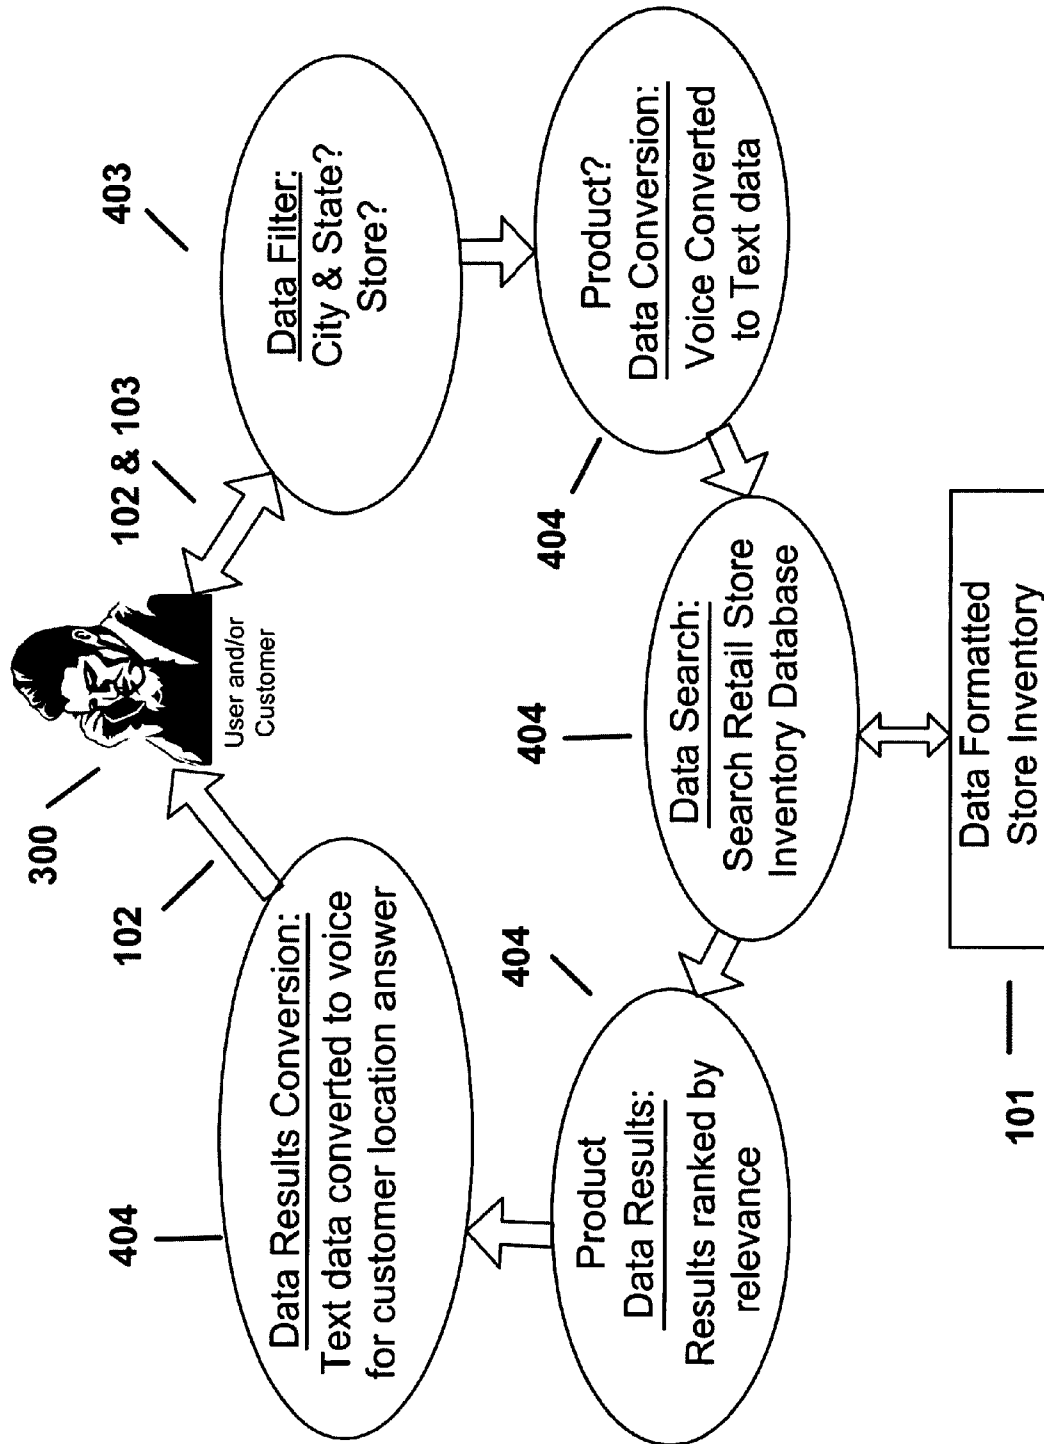 300
User and/or
Customer
102 & 103
403
Data Filter:
City & State?
Store?
404
Product?
Data Conversion:
Voice Converted
to Text data
404
Data Search:
Search Retail Store
Inventory Database
101
Data Formatted
Store Inventory
404
Product
Data Results:
Results ranked by
relevance
404
Data Results Conversion:
Text data converted to voice
for customer location answer
102